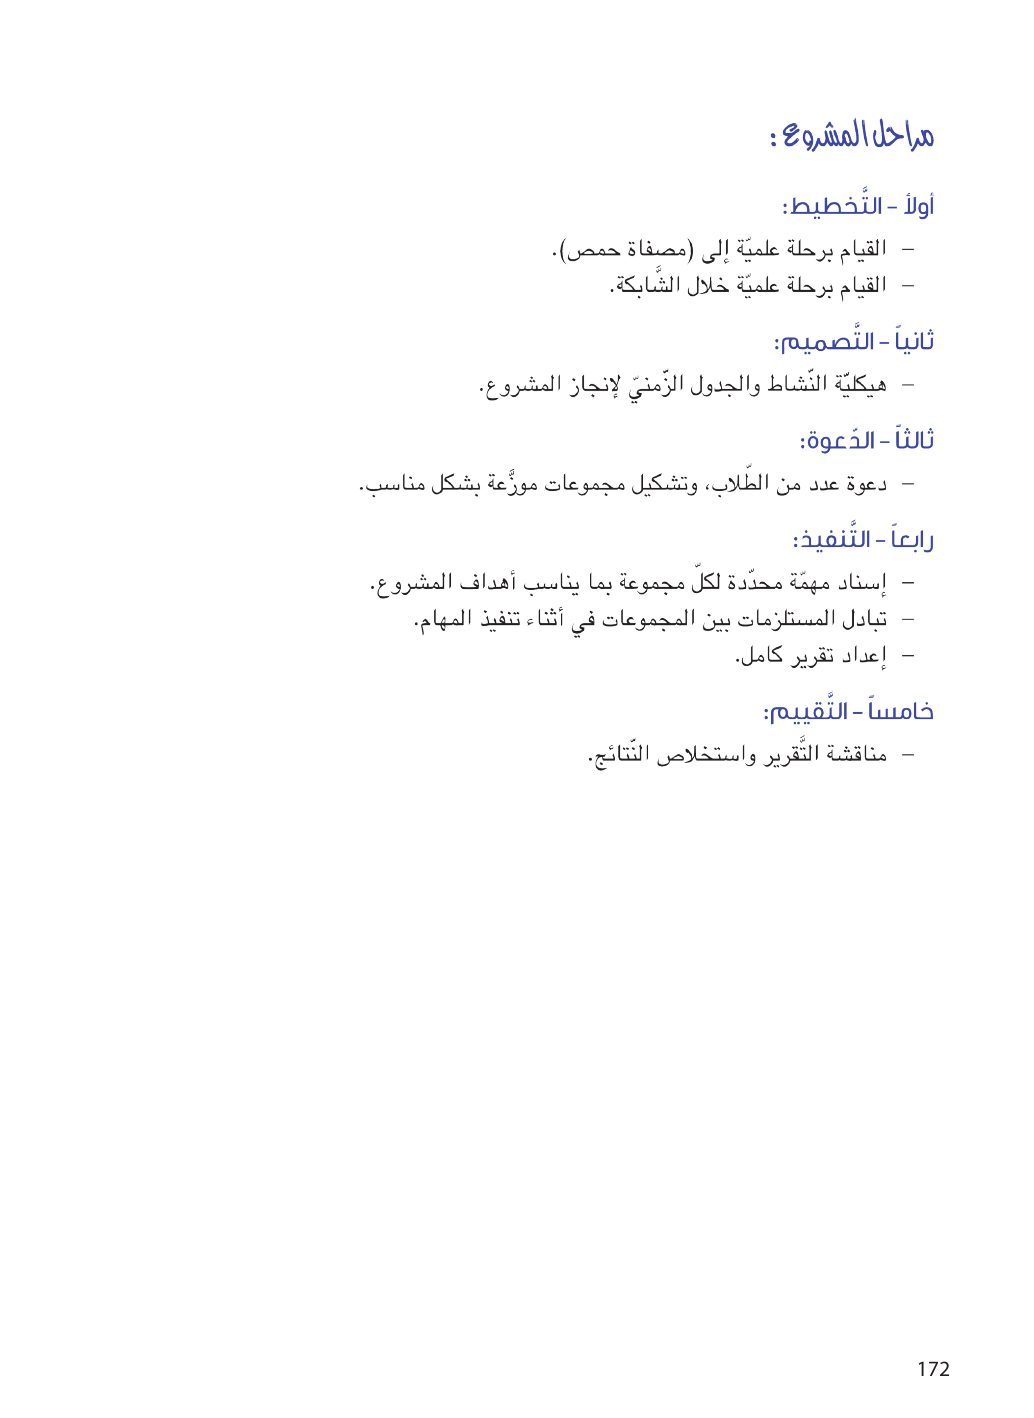 مراحل المشروع :
أولاً – التَّخطيط:
– القيام برحلة علميّة إلى (مصفاة حمص).
– القيام برحلة علميّة خلال الشَّابكة.
ثانياً – التَّصميم:
– هيكليّة النّشاط والجدول الزّمنيّ لإنجاز المشروع.
ثالثاً – الدّعوة:
– دعوة عدد من الطّلاب، وتشكيل مجموعات موزَّعة بشكل مناسب.
رابعاً – التَّنفيذ:
– إسناد مهمّة محدّدة لكلّ مجموعة بما يناسب أهداف المشروع.
– تبادل المستلزمات بين المجموعات في أثناء تنفيذ المهام.
– إعداد تقرير كامل.
خامساً – التَّقييم:
– مناقشة التَّقرير واستخلاص النّتائج.
172